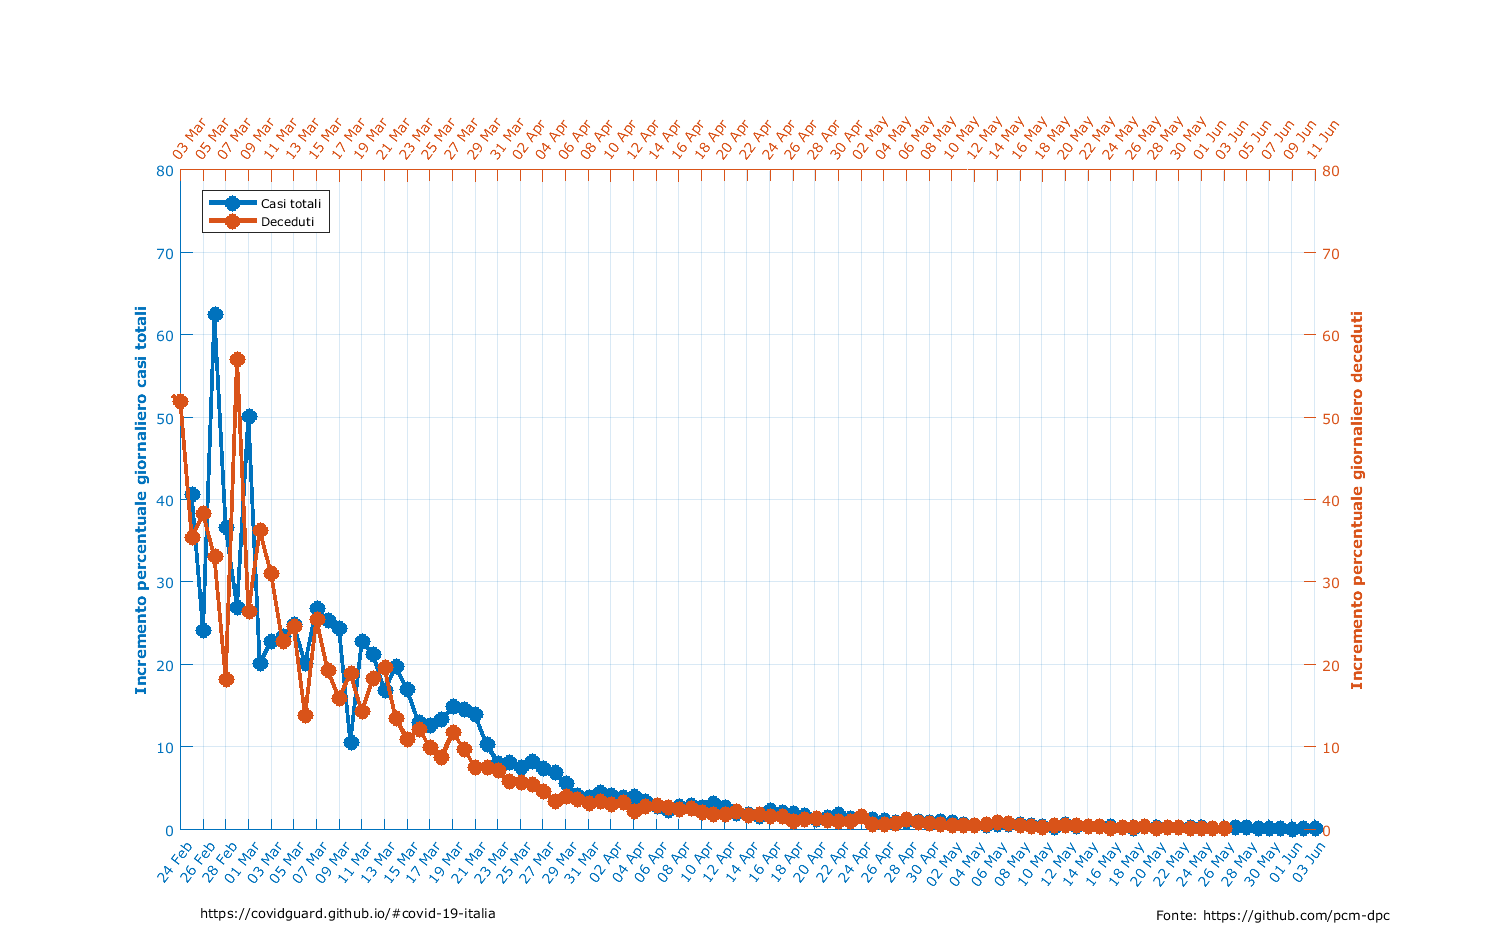 03 Mar 05 Mar 07 Mar 09 Mar 11 Mar 13 Mar 15 Mar 17 Mar 19 Mar 21 Mar 23 Mar 25 Mar 27 Mar 29 Mar 31 Mar 02 Apr 04 Apr 06 Apr 08 Apr 10 Apr 12 Apr 14 Apr 16 Apr 18 Apr 20 Apr 22 Apr 24 Apr 26 Apr 28 Apr 30 Apr 02 May 04 May 06 May 08 May 10 May 12 May 14 May 16 May 18 May 20 May 22 May 24 May 26 May 28 May 30 May 01 Jun 03 Jun 05 Jun 07 Jun 09 Jun 11 Jun
80 80
Casi totali
Deceduti
70 70
60 60
50 50
40 40
30 30
20 20
10 10
0 0
Incremento percentuale giornaliero casi totali
Incremento percentuale giornaliero deceduti
24 Feb 26 Feb 28 Feb 01 Mar 03 Mar 05 Mar 07 Mar 09 Mar 11 Mar 13 Mar 15 Mar 17 Mar 19 Mar 21 Mar 23 Mar 25 Mar 27 Mar 29 Mar 31 Mar 02 Apr 04 Apr 06 Apr 08 Apr 10 Apr 12 Apr 14 Apr 16 Apr 18 Apr 20 Apr 22 Apr 24 Apr 26 Apr 28 Apr 30 Apr 02 May 04 May 06 May 08 May 10 May 12 May 14 May 16 May 18 May 20 May 22 May 24 May 26 May 28 May 30 May 01 Jun 03 Jun
https://covidguard.github.io/#covid-19-italia
Fonte: https://github.com/pcm-dpc